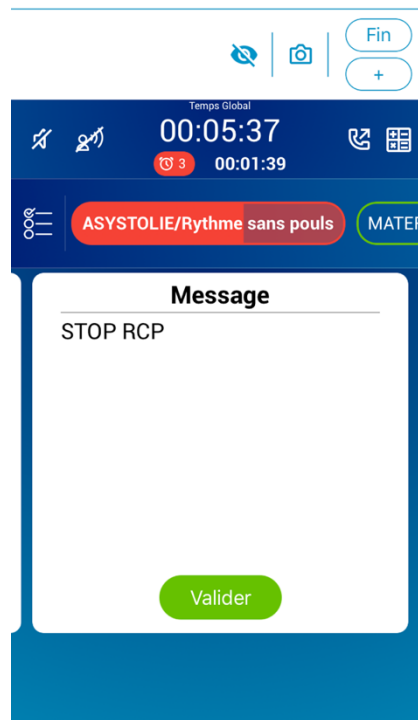 Fin
+
Temps Global
00:05:37
3 00:01:39
ASYSTOLIE/Rythme sans pouls
MATER
Message
STOP RCP
Valider